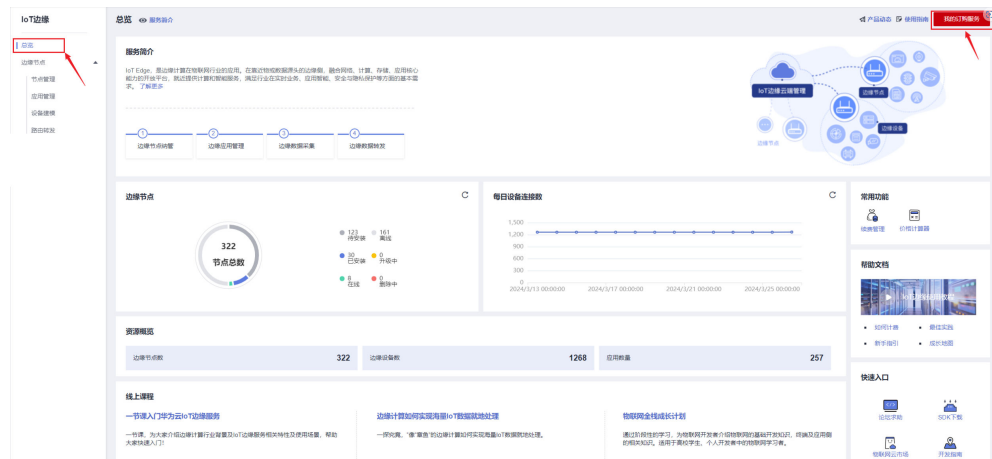 IoT边缘
总览
边缘节点
节点管理
应用管理
设备建模
路由转发
总览 服务简介
产品动态 使用指南 我的订购服务
服务简介
IoT Edge，是边缘计算在物联网行业的应用。在靠近物或数据源头的边缘侧，融合网络、计算、存储、应用核心
能力的开放平台，就近提供计算和智能服务，满足行业在实时业务、应用智能、安全与隐私保护等方面的基本需
求。 了解更多
1 2 3 4
边缘节点纳管 边缘应用管理 边缘数据采集 边缘数据转发
IoT边缘云端管理
边缘节点
边缘设备
边缘节点
边缘节点
322
节点总数
123 待安装
161 离线
30 已安装
0 升级中
8 在线
0 删除中
每日设备连接数
1,500
1,200
900
600
300
0
2024/3/13 00:00:00 2024/3/17 00:00:00 2024/3/21 00:00:00 2024/3/25 00:00:00
常用功能
续费管理 价格计算器
帮助文档
IoT边缘使用教程
如何计费 最佳实践
新手指引 成长地图
资源概览
边缘节点数 322 边缘设备数 1268 应用数量 257
快速入口
论坛求助 SDK下载
物联网云市场 开发指南
线上课程
一节课入门华为云IoT边缘服务
一节课，为大家介绍边缘计算行业背景及IoT边缘服务相关特性及使用场景，帮助
大家快速入门！
边缘计算如何实现海量IoT数据就地处理
一探究竟，“像”章鱼’的边缘计算如何实现海量IoT数据就地处理。
物联网全栈成长计划
通过阶段性的学习，为物联网开发者介绍物联网的基础开发知识、终端及应用侧
的相关知识。适用于高校学生、个人开发者中的物联网学习者。